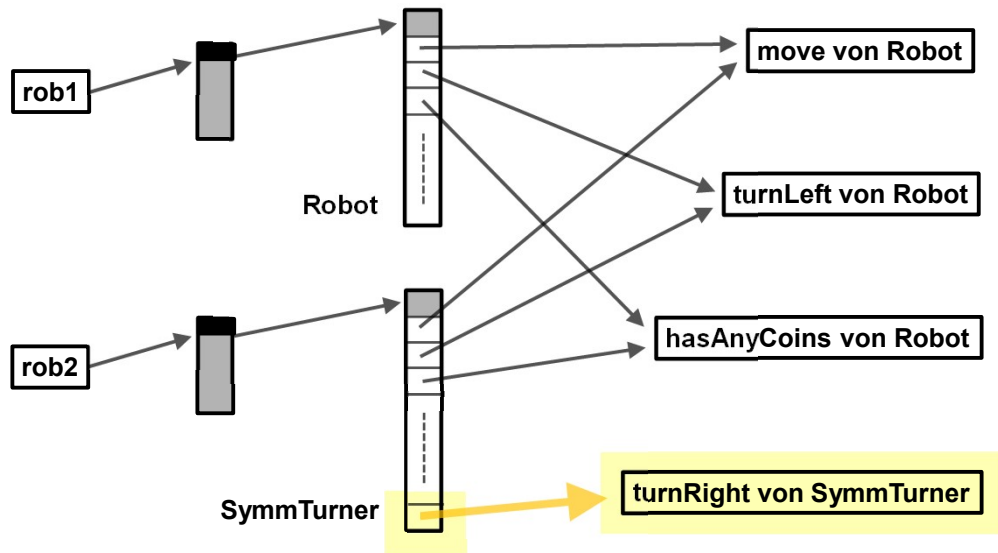 move von Robot
rob1
turnLeft von Robot
Robot
hasAnyCoins von Robot
rob2
turnRight von SymmTurner
SymmTurner